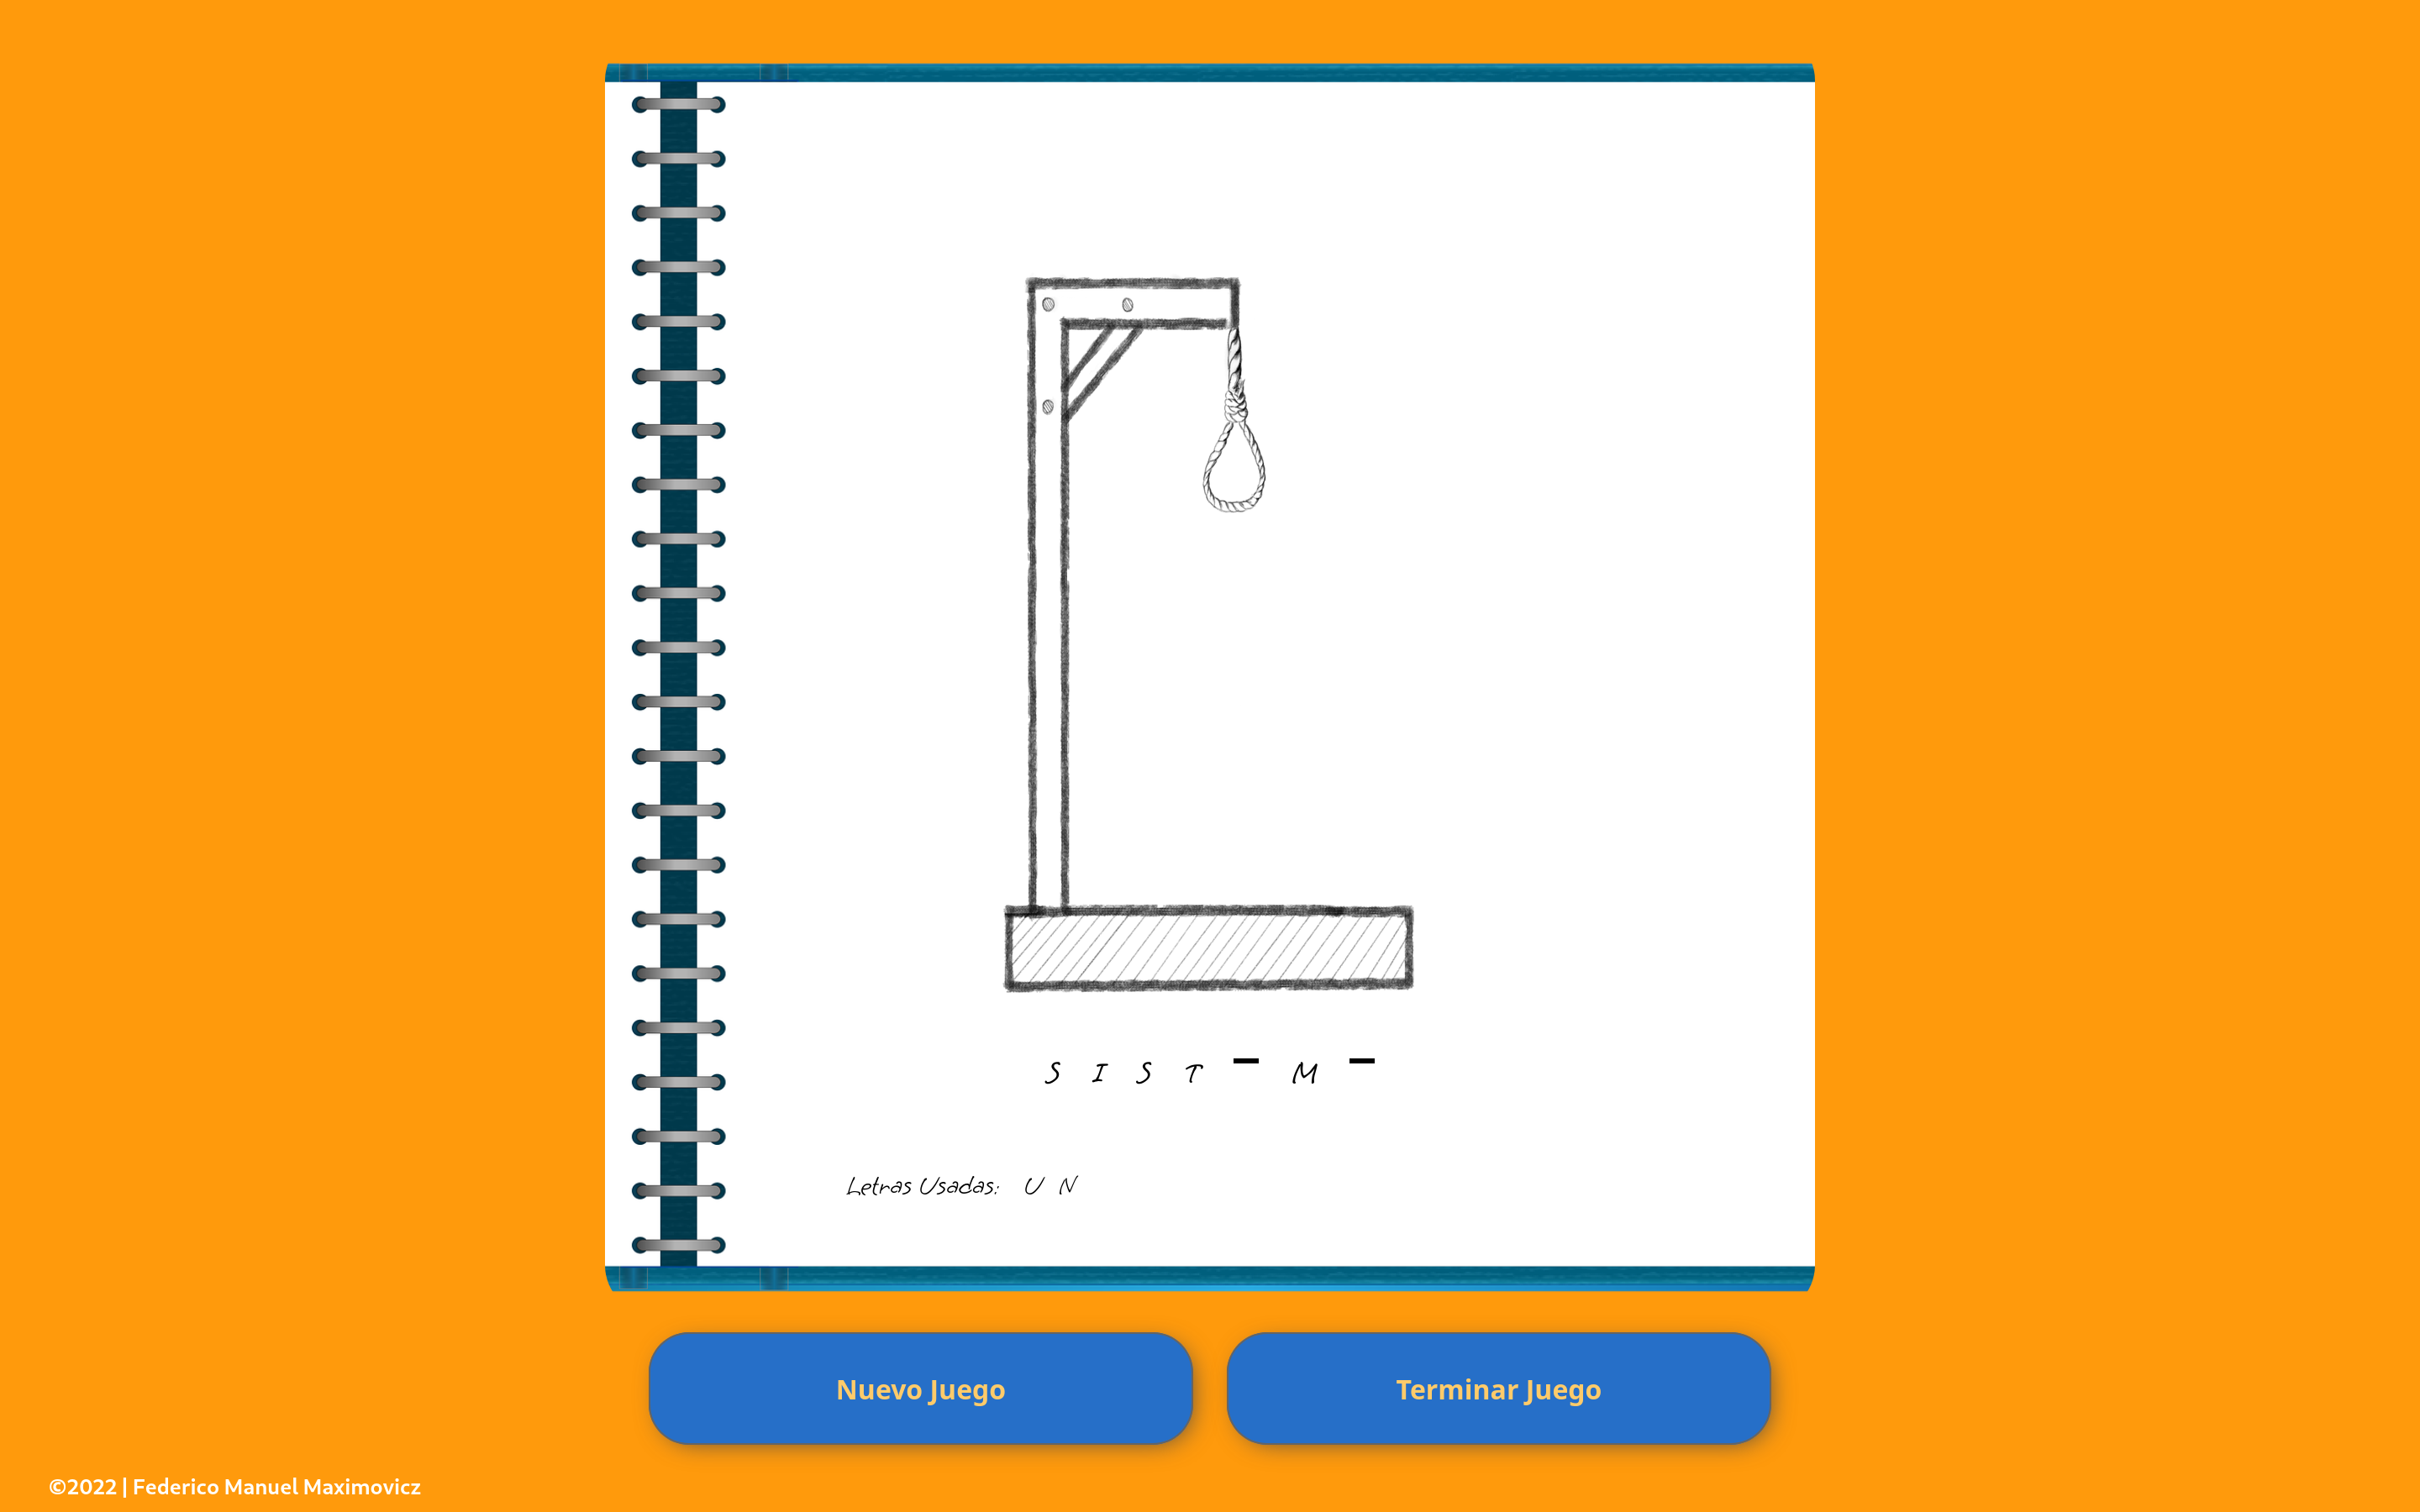 S I S T _ M _
Letras Usadas: U N
Nuevo Juego
Terminar Juego
©2022 | Federico Manuel Maximovicz